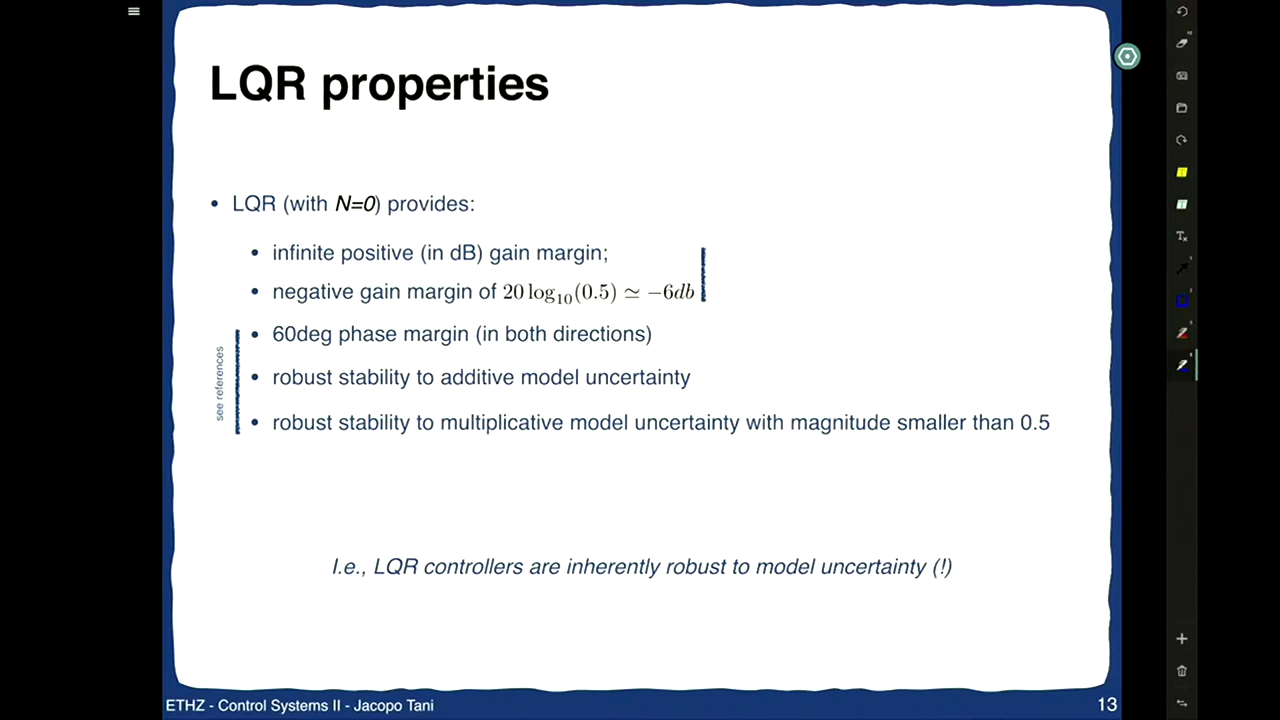 LQR properties
• LQR (with N=0) provides:
• infinite positive (in dB) gain margin;
• negative gain margin of 20 log₁₀(0.5) ≃ −6db
• 60deg phase margin (in both directions)
• robust stability to additive model uncertainty
• robust stability to multiplicative model uncertainty with magnitude smaller than 0.5
see references
I.e., LQR controllers are inherently robust to model uncertainty (!)
ETHZ - Control Systems II - Jacopo Tani
13